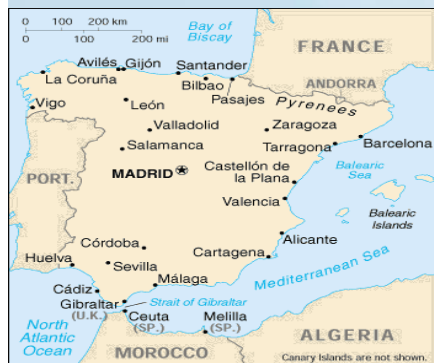 0 100 200 km
0 100 200 mi
Bay of
Biscay
FRANCE
ANDORRA
Avilés Gijón
Santander
La Coruña
Bilbao
Pasajes
Pyrenees
Vigo
León
Valladolid
Zaragoza
Salamanca
Tarragona
Barcelona
PORT.
MADRID
Castellón de
la Plana
Balearic
Sea
Valencia
Balearic
Islands
Alicante
Córdoba
Cartagena
Huelva
Sevilla
Mediterranean Sea
Málaga
Cádiz
Gibraltar
(U.K.)
Strait of Gibraltar
Ceuta
(SP.)
Melilla
(SP.)
North
Atlantic
Ocean
MOROCCO
ALGERIA
Canary Islands are not shown.